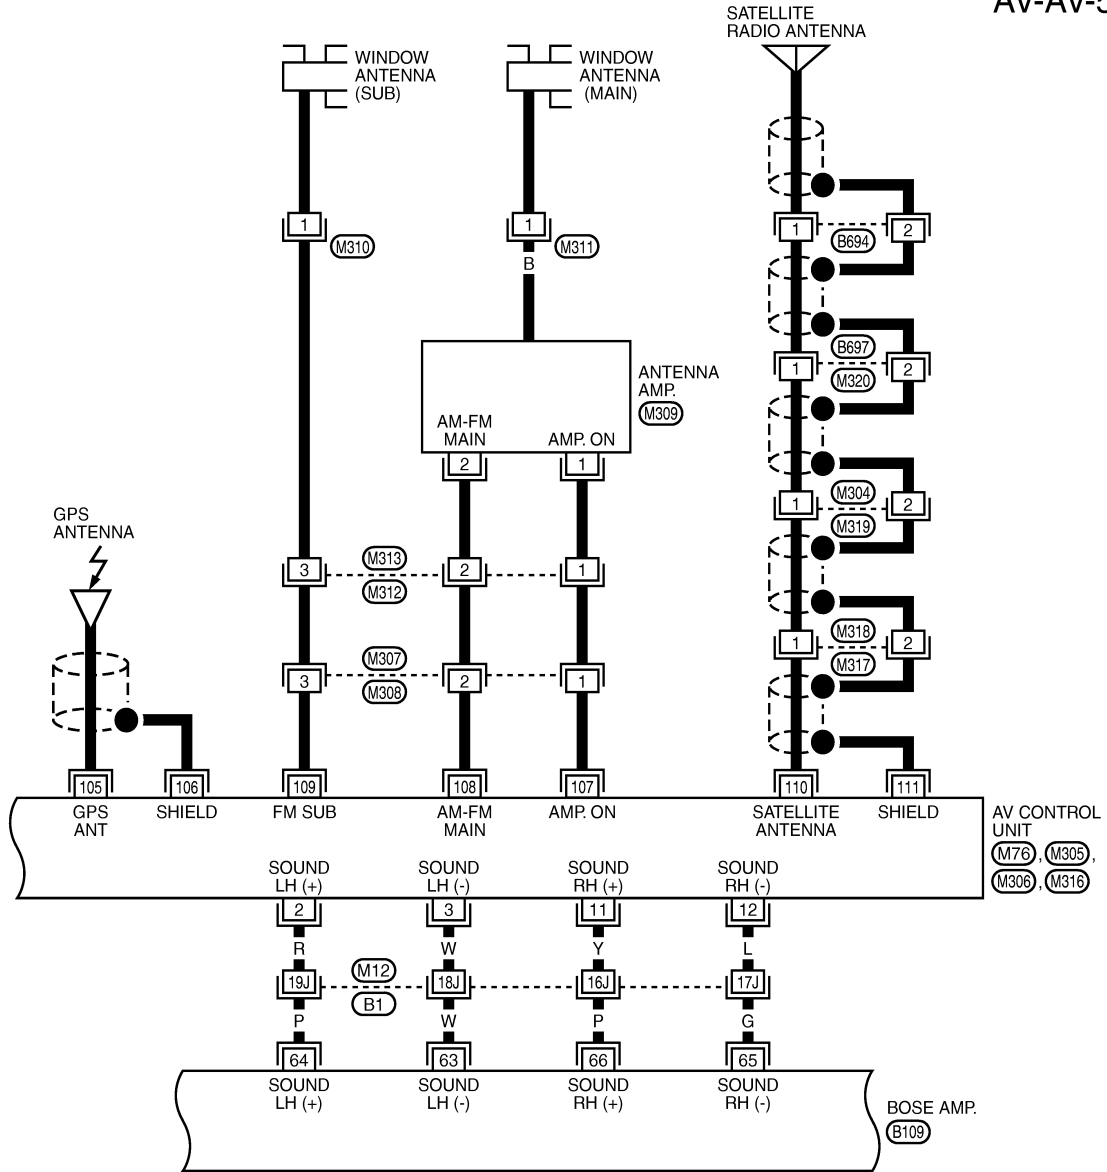 AV-AV-5
SATELLITE
RADIO ANTENNA
WINDOW
ANTENNA
(SUB)
WINDOW
ANTENNA
(MAIN)
1
M310
1
M311
B
1
B694
2
B697
1
M320
2
ANTENNA
AMP.
M309
AM-FM
MAIN
AMP. ON
2
1
M304
1
M319
2
GPS
ANTENNA
M313
3
M312
2
1
M318
1
M317
2
M307
3
M308
2
1
105
106
109
108
107
110
111
GPS
ANT
SHIELD
FM SUB
AM-FM
MAIN
AMP. ON
SATELLITE
ANTENNA
SHIELD
AV CONTROL
UNIT
M76 , M305 ,
M306 , M316
SOUND
LH (+)
SOUND
LH (-)
SOUND
RH (+)
SOUND
RH (-)
2
3
11
12
R
W
Y
L
M12
19J
18J
16J
17J
B1
P
W
P
G
64
63
66
65
SOUND
LH (+)
SOUND
LH (-)
SOUND
RH (+)
SOUND
RH (-)
BOSE AMP.
B109